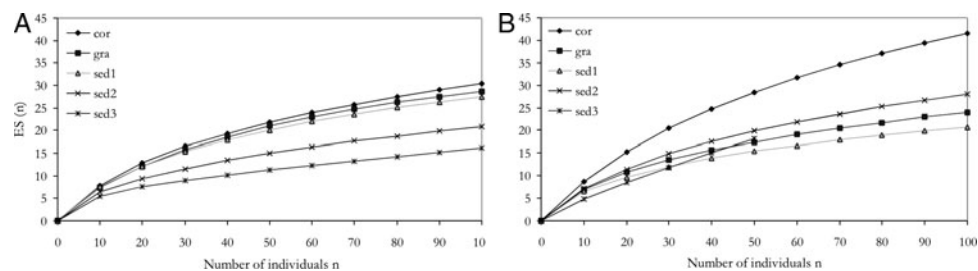 A
45
40
35
30
25
20
15
10
5
0
ES (n)
cor
gra
sed1
sed2
sed3
0 10 20 30 40 50 60 70 80 90 10
Number of individuals n
B
45
40
35
30
25
20
15
10
5
0
cor
gra
sed1
sed2
sed3
0 10 20 30 40 50 60 70 80 90 100
Number of individuals n